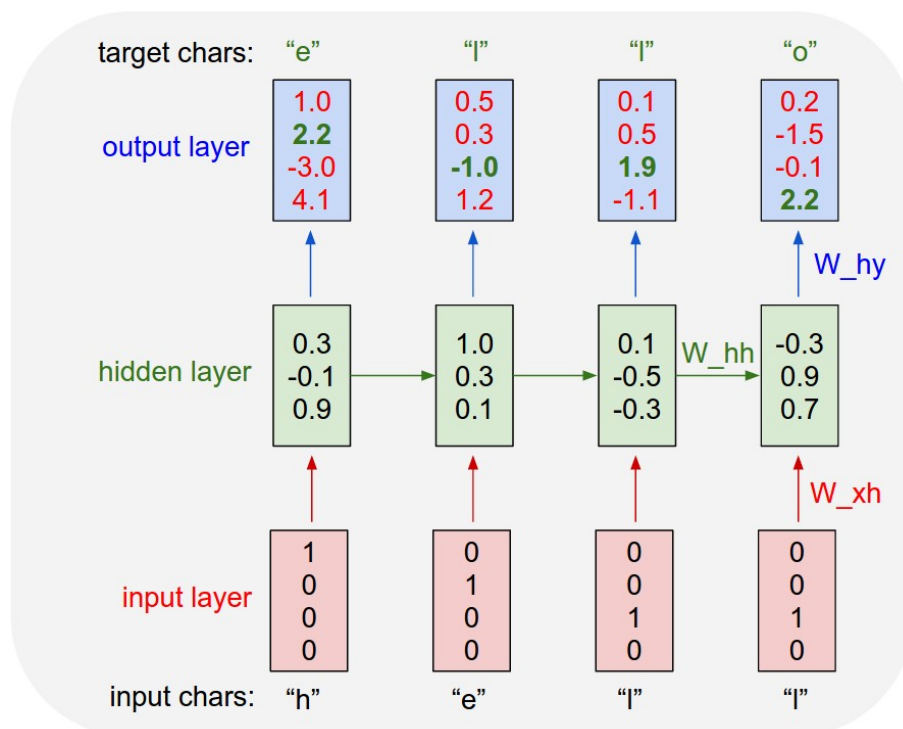 target chars: “e” “l” “l” “o”
1.0 0.5 0.1 0.2
2.2 0.3 0.5 -1.5
output layer
-3.0 -1.0 1.9 -0.1
4.1 1.2 -1.1 2.2
W_hy
0.3 1.0 0.1 W_hh -0.3
hidden layer -0.1 0.3 -0.5 0.9
0.9 0.1 -0.3 0.7
W_xh
1 0 0 0
0 1 0 0
input layer
0 0 1 1
0 0 0 0
input chars: “h” “e” “l” “l”